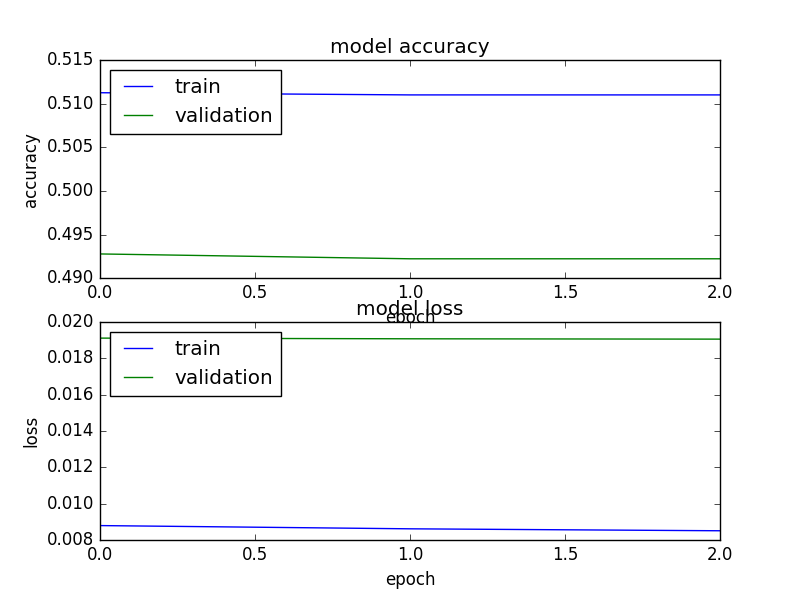 model accuracy
0.515
0.510
0.505
0.500
0.495
0.490
accuracy
train
validation
0.0 0.5 1.0 1.5 2.0
epoch
model loss
0.020
0.018
0.016
0.014
0.012
0.010
0.008
loss
train
validation
0.0 0.5 1.0 1.5 2.0
epoch